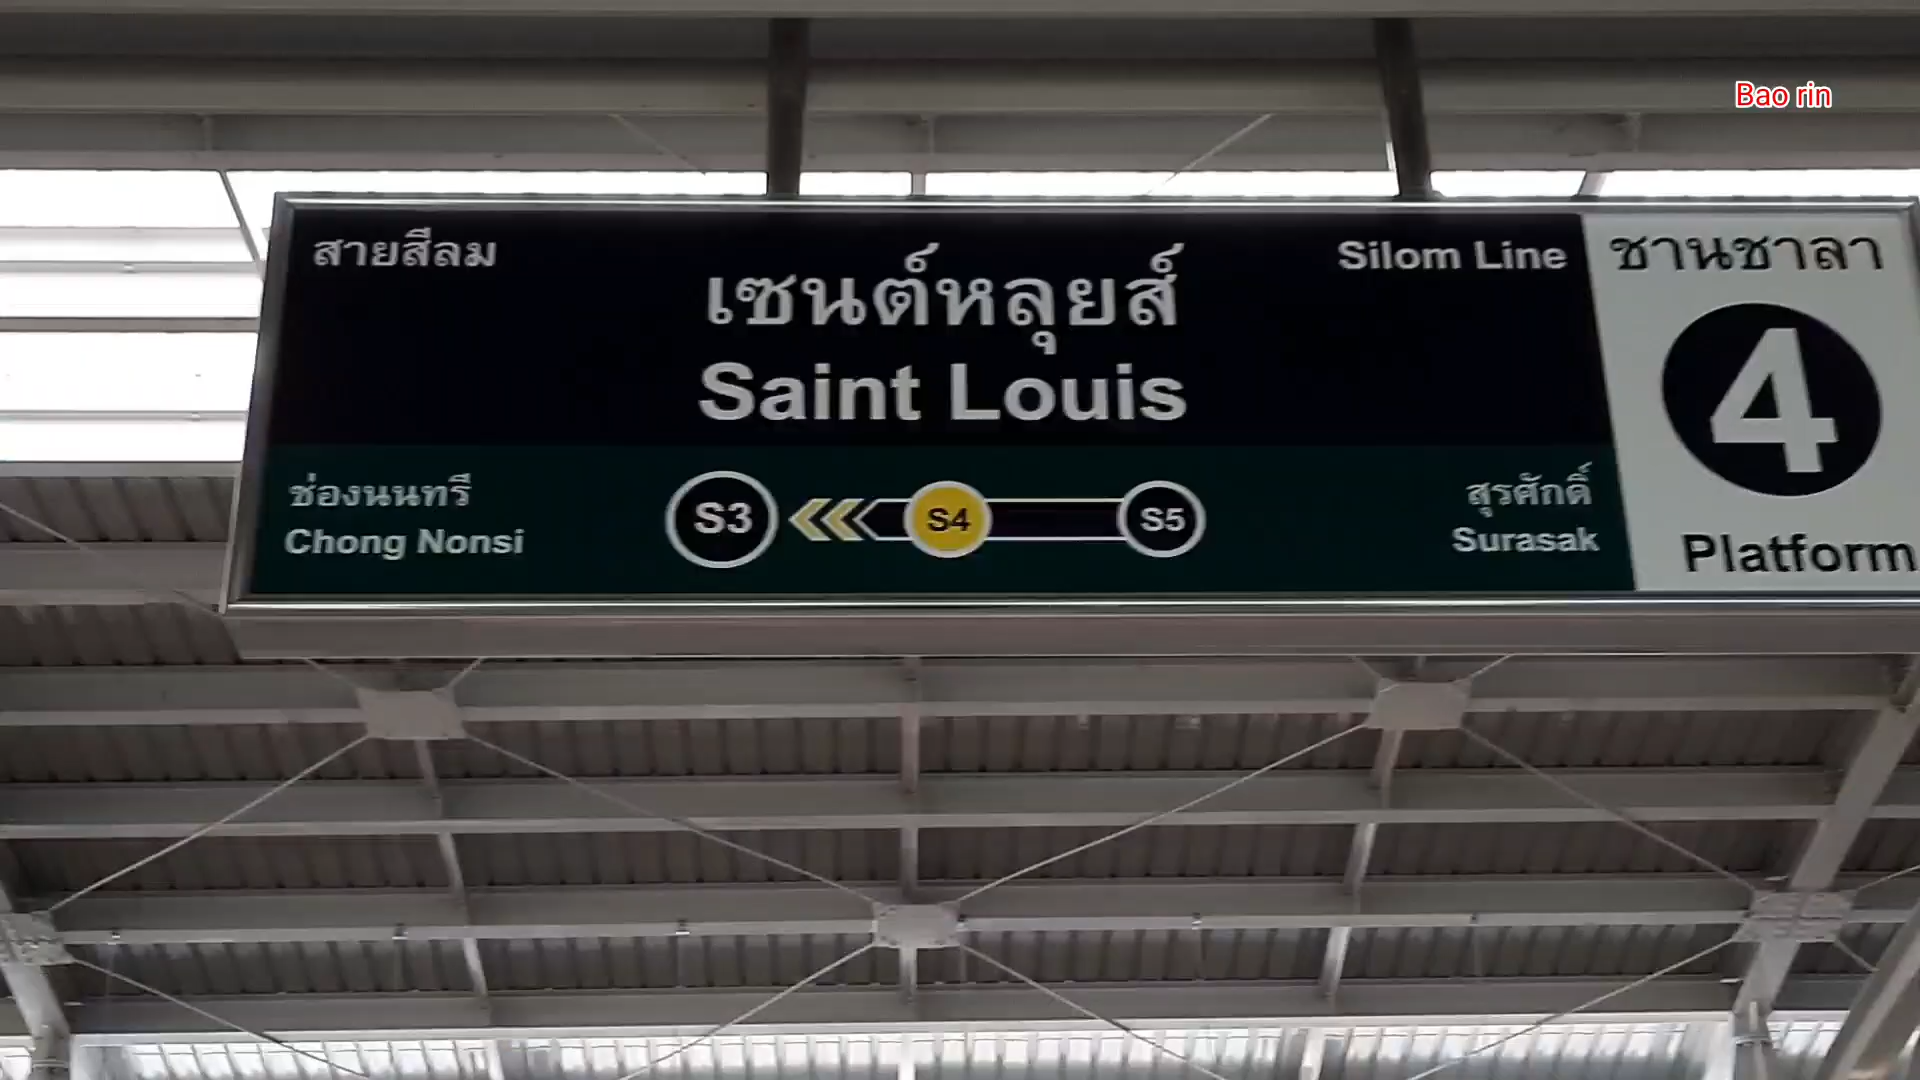 Bao rin
สายสีลม
เซนต์หลุยส์
Silom Line
Saint Louis
ช่องนนทรี
Chong Nonsi
S3
S4
S5
สุรศักดิ์
Surasak
ชานชาลา
4
Platform